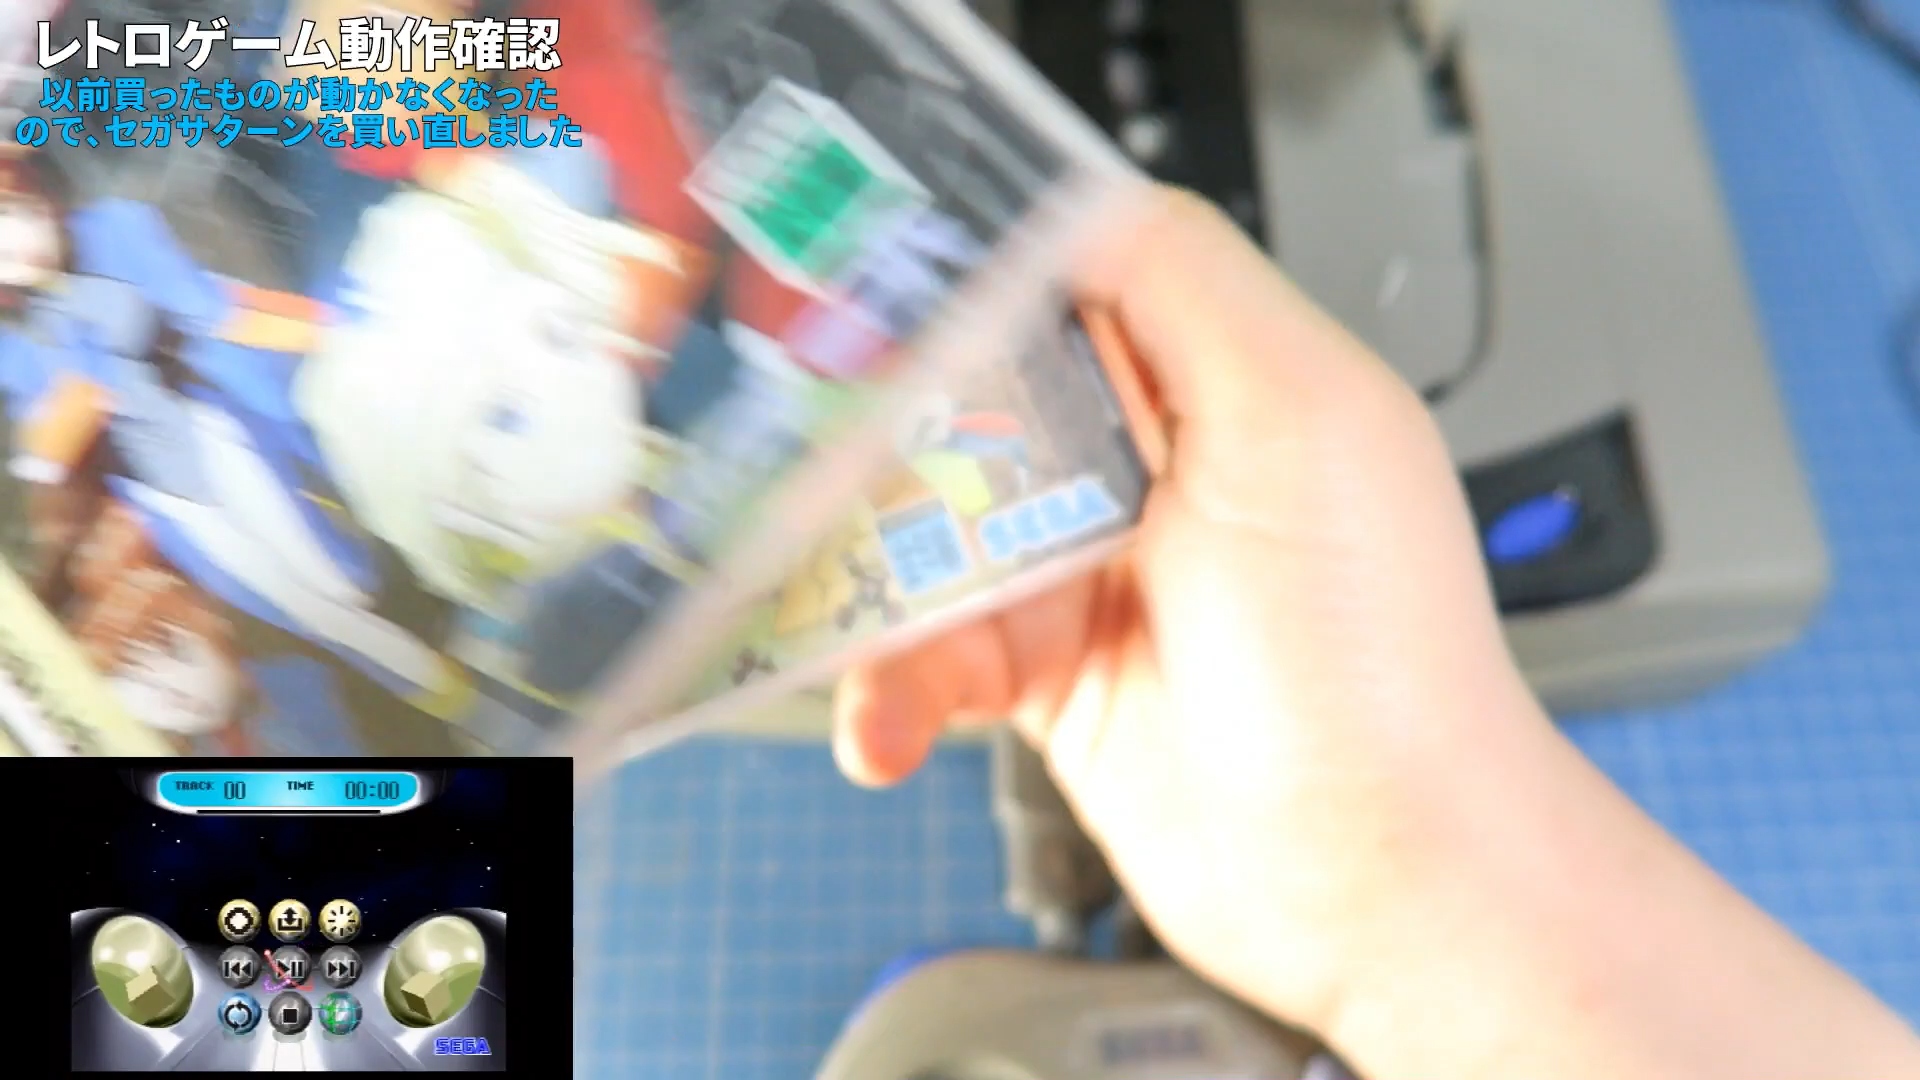 レトロゲーム動作確認
以前買ったものが動かなくなった
ので、セガサターンを買い直しました
SEGA
TRACK 00 TIME 00:00
SEGA
SEGA